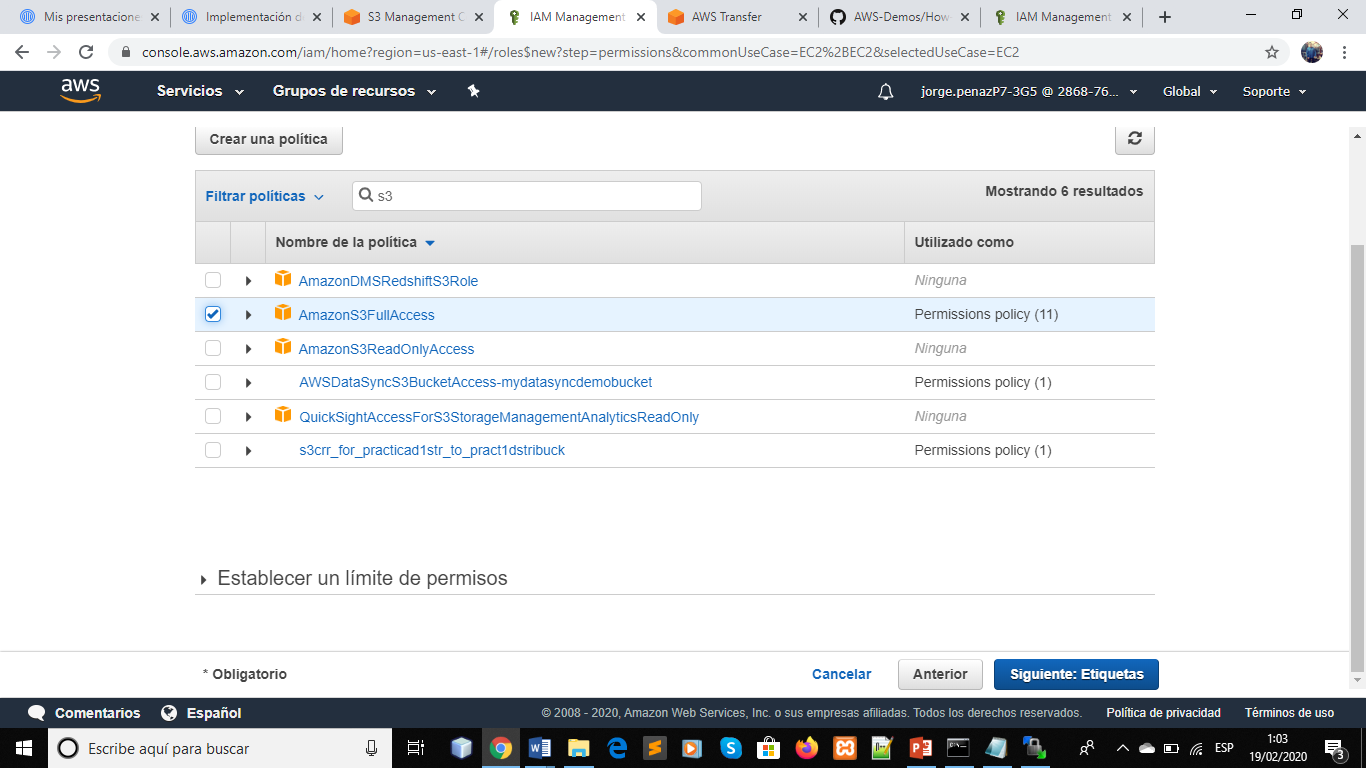 Mis presentacione
Implementación d
S3 Management C
IAM Management
AWS Transfer
AWS-Demos/How
IAM Management
console.aws.amazon.com/iam/home?region=us-east-1#/roles$new?step=permissions&commonUseCase=EC2%2BEC2&selectedUseCase=EC2
aws
Servicios
Grupos de recursos
jorge.penazP7-3G5 @ 2868-76...
Global
Soporte
Crear una política
Filtrar políticas
s3
Mostrando 6 resultados
Nombre de la política
Utilizado como
AmazonDMSRedshiftS3Role
Ninguna
AmazonS3FullAccess
Permissions policy (11)
AmazonS3ReadOnlyAccess
Ninguna
AWSDataSyncS3BucketAccess-mydatasyncdemobucket
Permissions policy (1)
QuickSightAccessForS3StorageManagementAnalyticsReadOnly
Ninguna
s3crr_for_practicad1str_to_pract1dstribuck
Permissions policy (1)
Establecer un límite de permisos
* Obligatorio
Cancelar
Anterior
Siguiente: Etiquetas
Comentarios
Español
© 2008 - 2020, Amazon Web Services, Inc. o sus empresas afiliadas. Todos los derechos reservados.
Política de privacidad
Términos de uso
Escribe aquí para buscar
ESP
1:03
19/02/2020
3